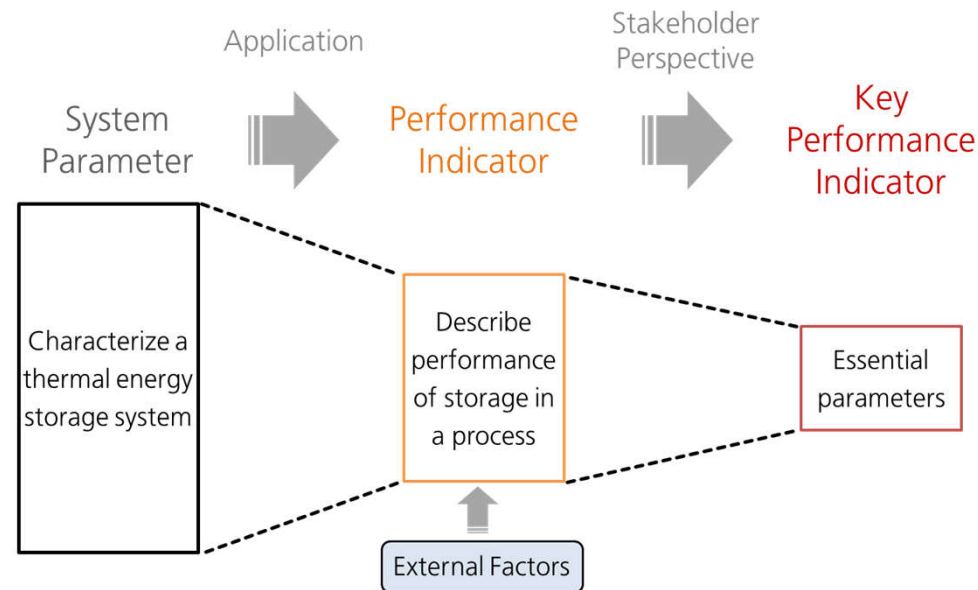 Application
Stakeholder
Perspective
System
Parameter
Performance
Indicator
Key
Performance
Indicator
Characterize a
thermal energy
storage system
Describe
performance
of storage in
a process
Essential
parameters
External Factors